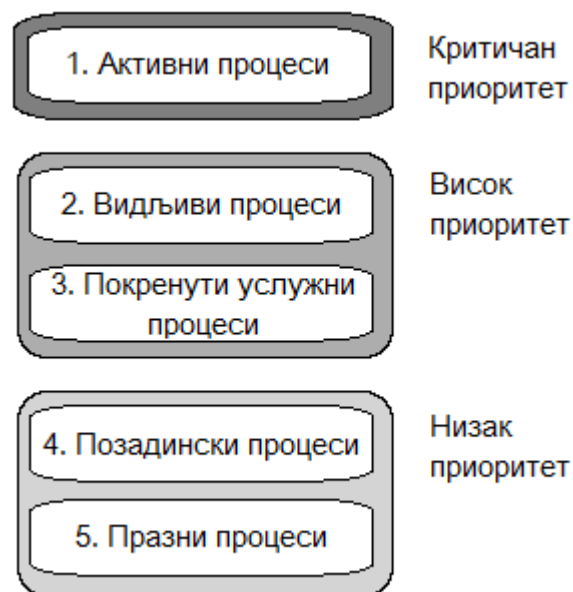 1. Активни процеси
Критичан
приоритет
2. Видљиви процеси
Висок
приоритет
3. Покренути услужни
процеси
4. Позадински процеси
Низак
приоритет
5. Празни процеси